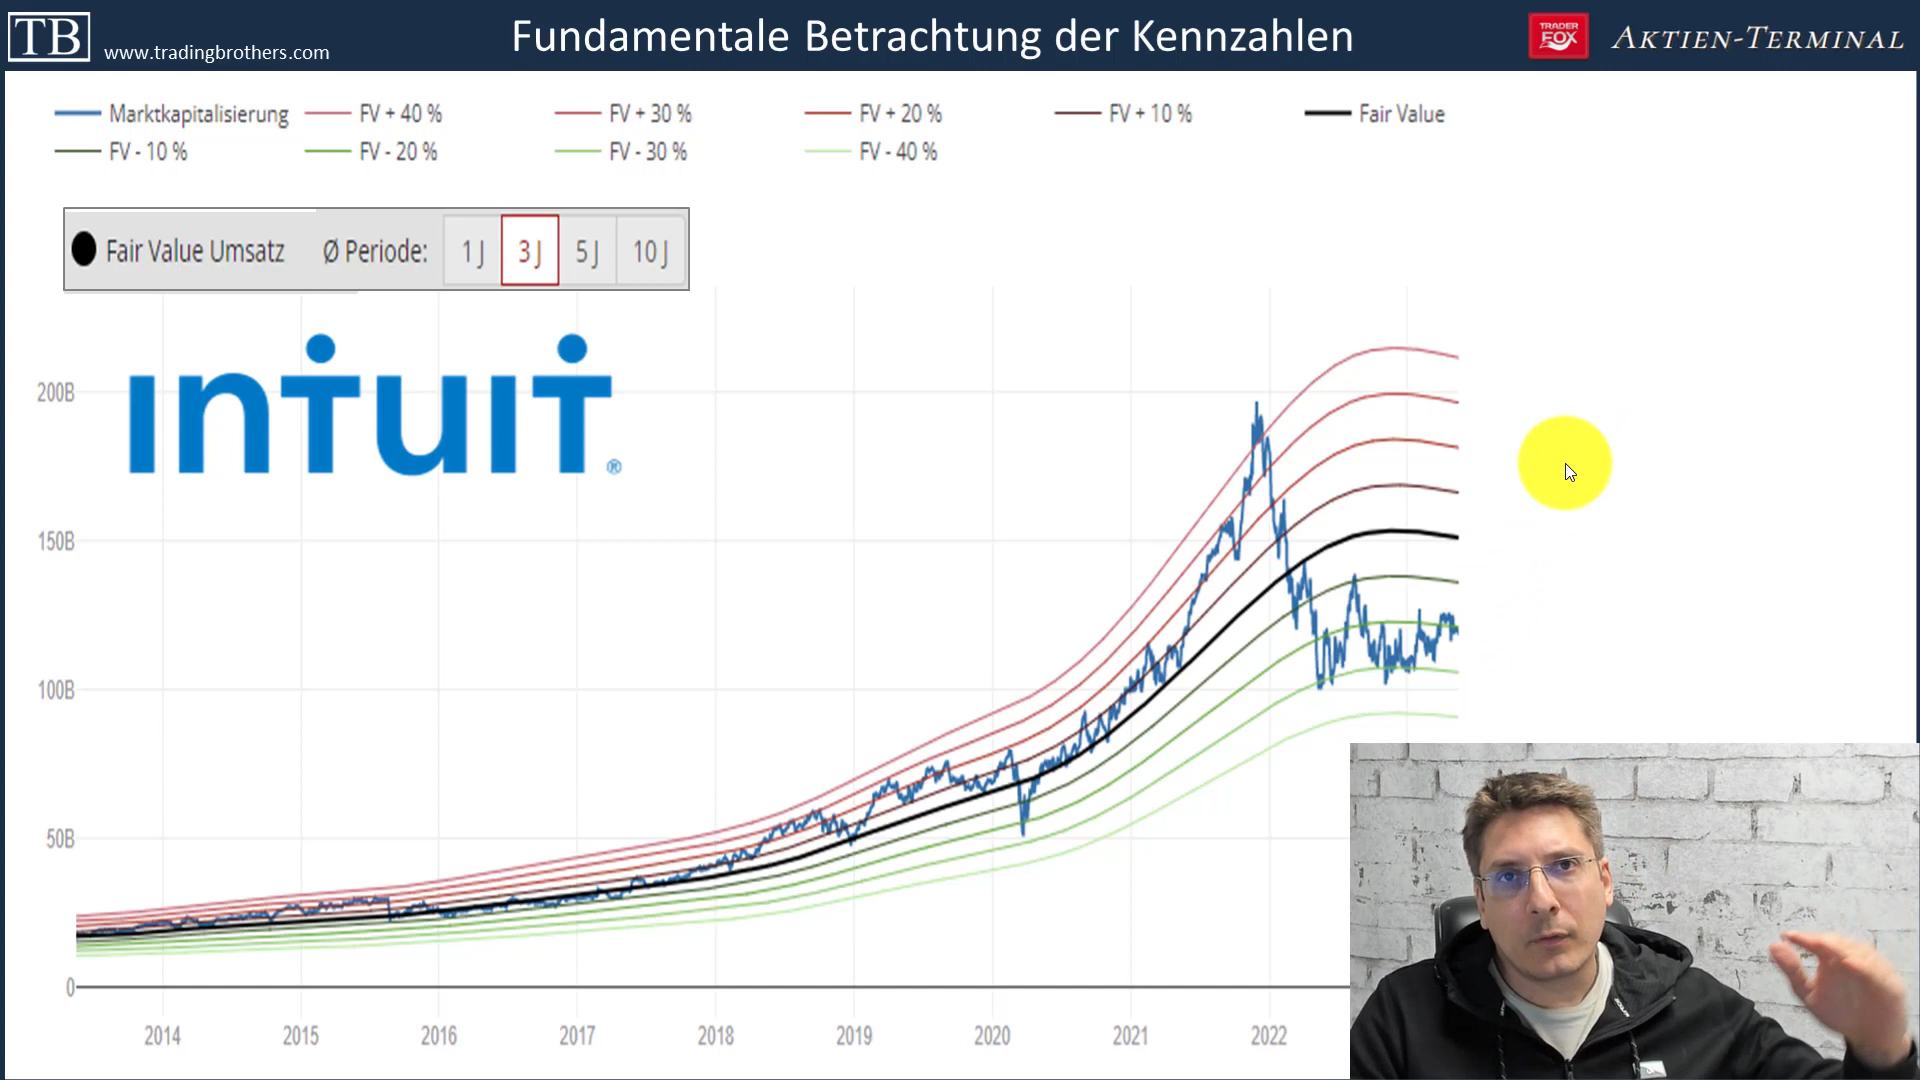 TB www.tradingbrothers.com Fundamentale Betrachtung der Kennzahlen TRADER FOX AKTIEN-TERMINAL
Marktkapitalisierung FV + 40 % FV + 30 % FV + 20 % FV + 10 % Fair Value
FV - 10 % FV - 20 % FV - 30 % FV - 40 %
Fair Value Umsatz Ø Periode: 1 J 3 J 5 J 10 J
INTUIT ®
200B
150B
100B
50B
0
2014 2015 2016 2017 2018 2019 2020 2021 2022